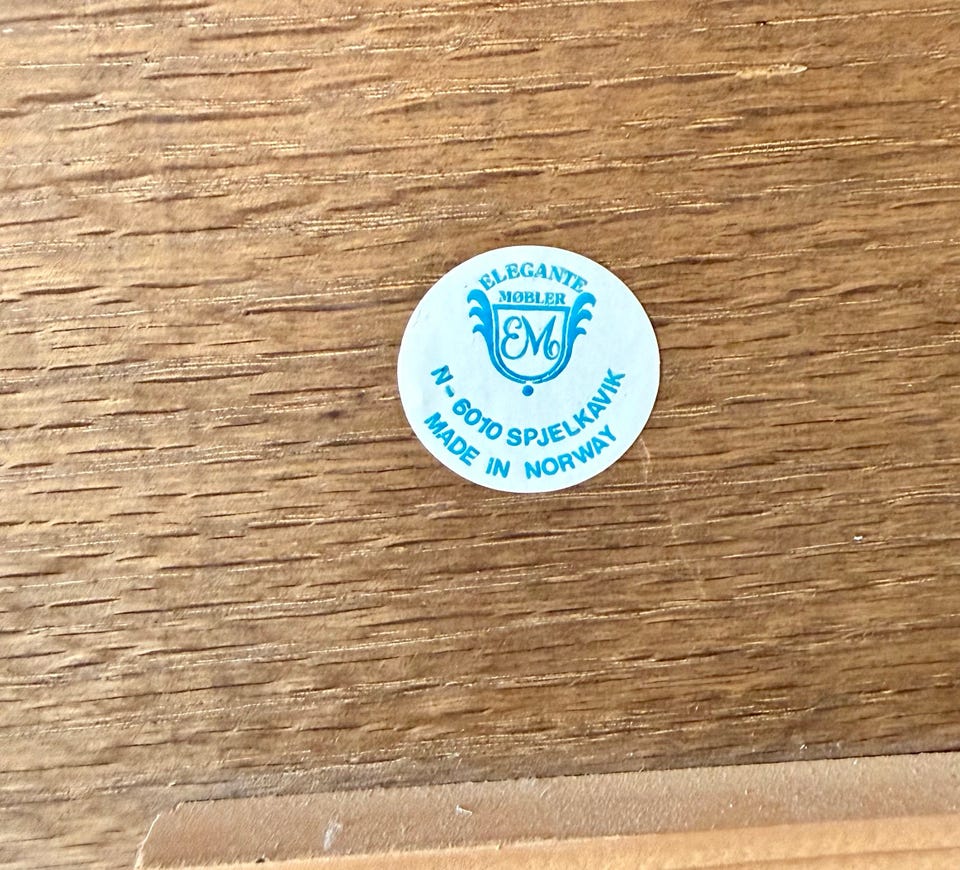 ELEGANTE
MØBLER
EM
N-6010 SPJELKAVIK
MADE IN NORWAY